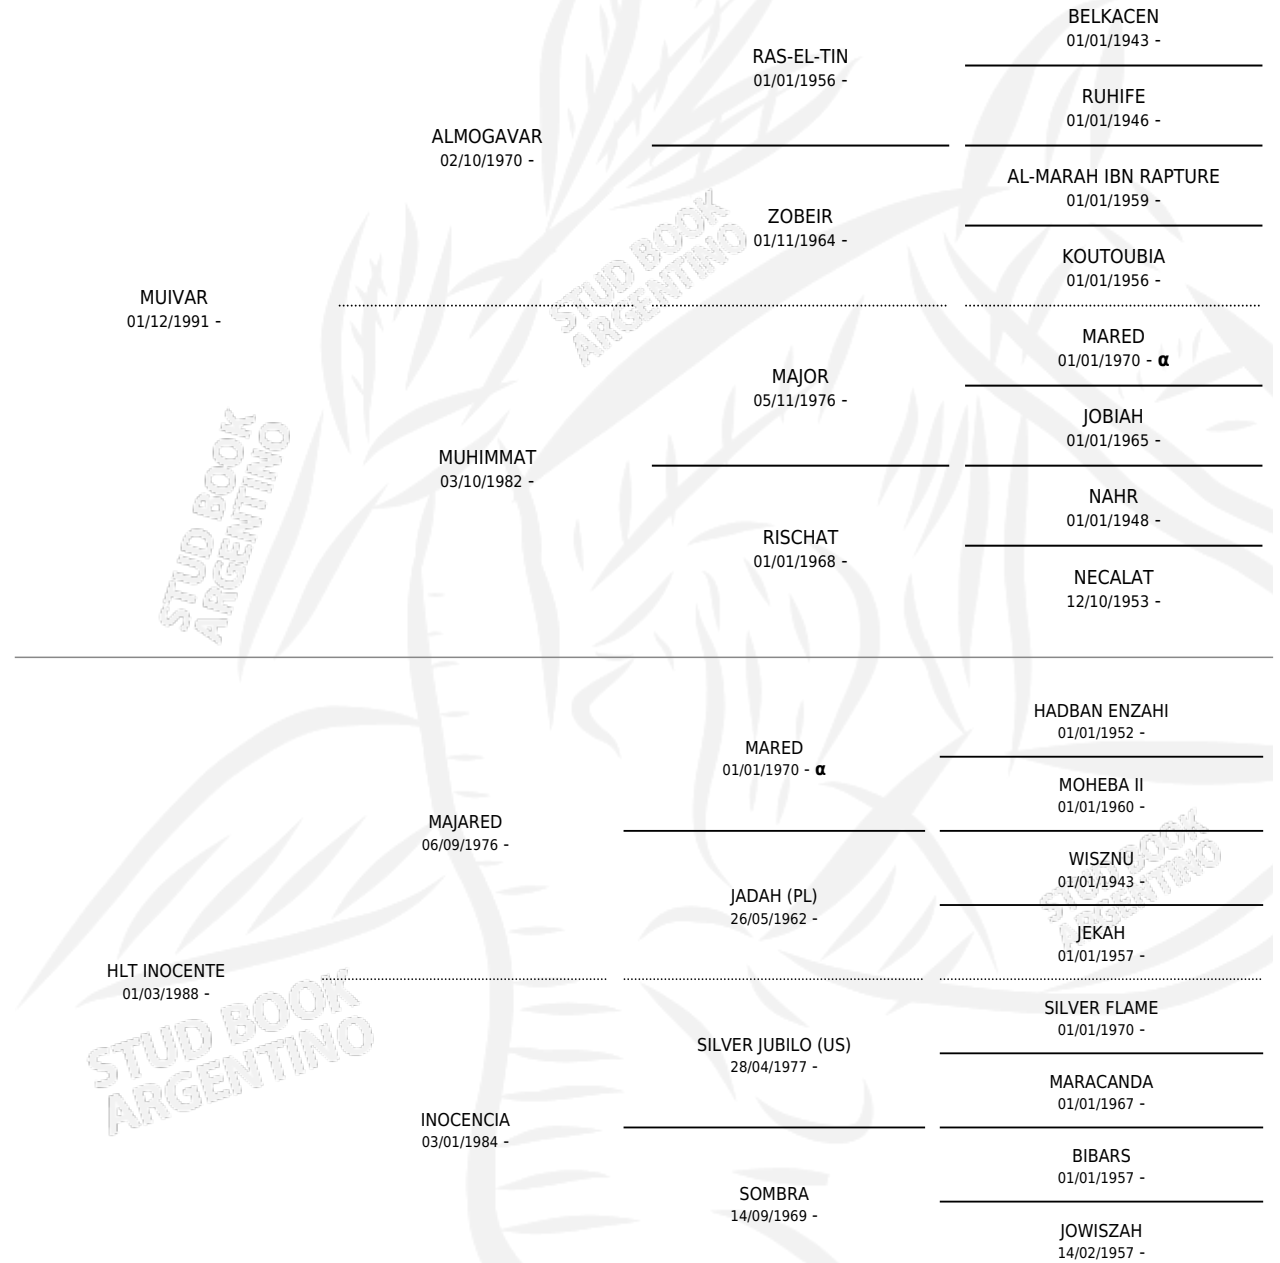 BELKACEN
01/01/1943 -
RAS-EL-TIN
01/01/1956 -
RUHIFE
01/01/1946 -
ALMOGAVAR
02/10/1970 -
AL-MARAH IBN RAPTURE
01/01/1959 -
ZOBEIR
01/11/1964 -
KOUTOUBIA
01/01/1956 -
MUIVAR
01/12/1991 -
MARED
01/01/1970 - α
MAJOR
05/11/1976 -
JOBIAH
01/01/1965 -
MUHIMMAT
03/10/1982 -
NAHR
01/01/1948 -
RISCHAT
01/01/1968 -
NECALAT
12/10/1953 -
HADBAN ENZAHI
01/01/1952 -
MARED
01/01/1970 - α
MOHEBA II
01/01/1960 -
MAJARED
06/09/1976 -
WISZNU
01/01/1943 -
JADAH (PL)
26/05/1962 -
JEKAH
01/01/1957 -
HLT INOCENTE
01/03/1988 -
SILVER FLAME
01/01/1970 -
SILVER JUBILO (US)
28/04/1977 -
MARACANDA
01/01/1967 -
INOCENCIA
03/01/1984 -
BIBARS
01/01/1957 -
SOMBRA
14/09/1969 -
JOWISZAH
14/02/1957 -
STUD BOOK
ARGENTINO
STUD BOOK
ARGENTINO
STUD BOOK
ARGENTINO
STUD BOOK
ARGENTINO